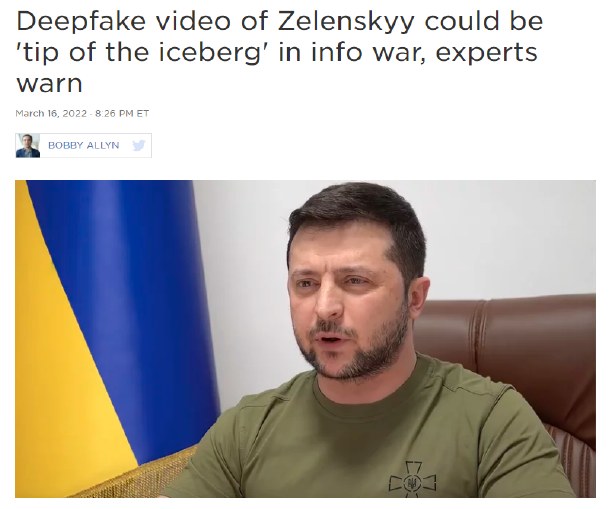 Deepfake video of Zelenskyy could be
'tip of the iceberg' in info war, experts
warn
March 16, 2022 · 8:26 PM ET
BOBBY ALLYN